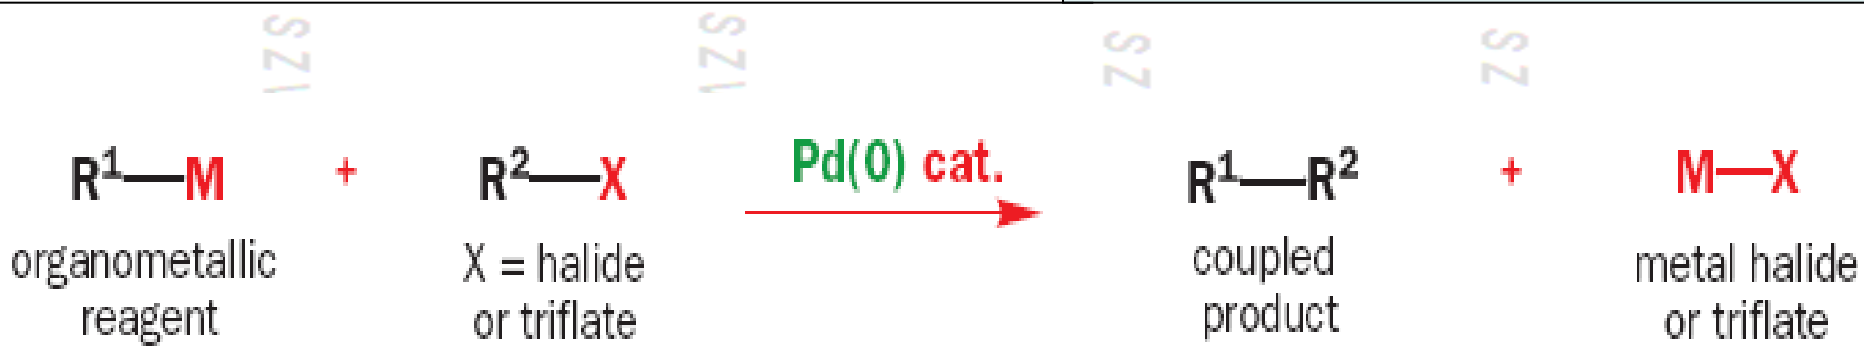 R¹—M + R²—X Pd(0) cat. R¹—R² + M—X
organometallic reagent
X = halide or triflate
coupled product
metal halide or triflate